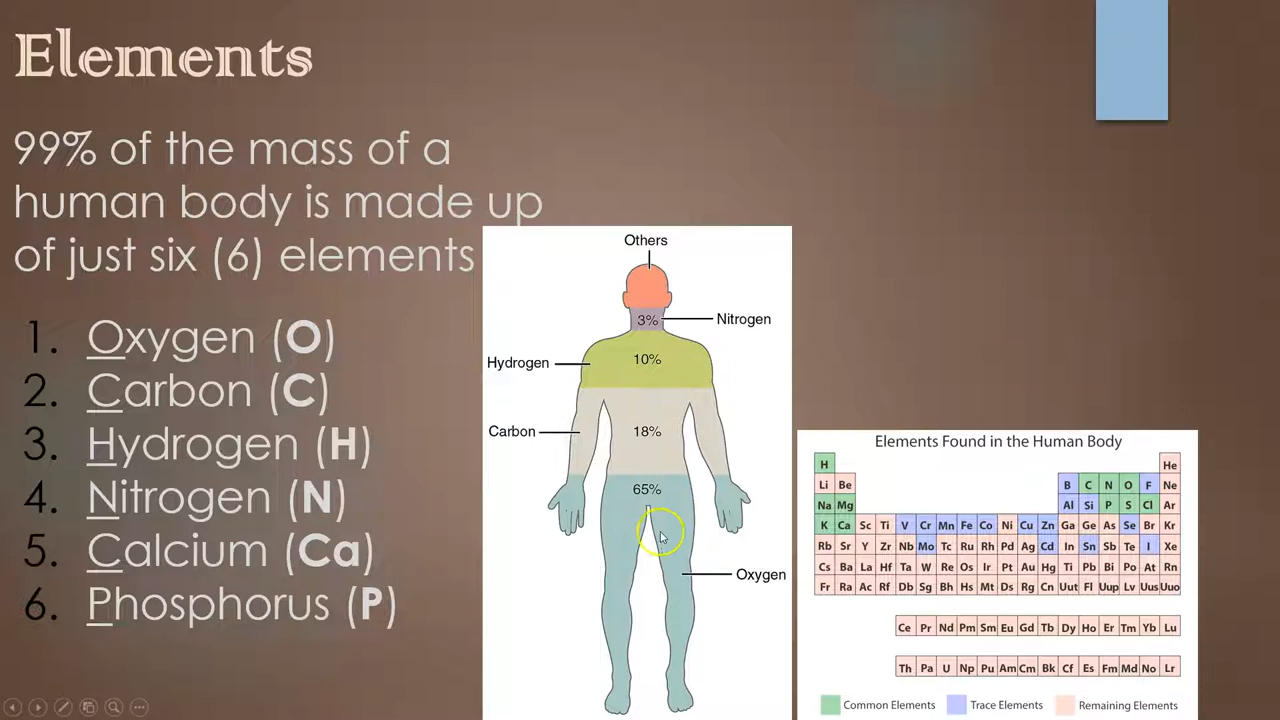 Elements
99% of the mass of a
human body is made up
of just six (6) elements
1. Oxygen (O)
2. Carbon (C)
3. Hydrogen (H)
4. Nitrogen (N)
5. Calcium (Ca)
6. Phosphorus (P)
Others
3% Nitrogen
Hydrogen 10%
Carbon 18%
65%
Oxygen
Elements Found in the Human Body
H He
Li Be B C N O F Ne
Na Mg Al Si P S Cl Ar
K Ca Sc Ti V Cr Mn Fe Co Ni Cu Zn Ga Ge As Se Br Kr
Rb Sr Y Zr Nb Mo Tc Ru Rh Pd Ag Cd In Sn Sb Te I Xe
Cs Ba La Hf Ta W Re Os Ir Pt Au Hg Ti Pb Bi Po At Rn
Fr Ra Ac Rf Db Sg Bh Hs Mt Ds Rg Cn Uut Fl Uup Lv Uus Uuo
Ce Pr Nd Pm Sm Eu Gd Tb Dy Ho Er Tm Yb Lu
Th Pa U Np Pu Am Cm Bk Cf Es Fm Md No Lr
Common Elements Trace Elements Remaining Elements